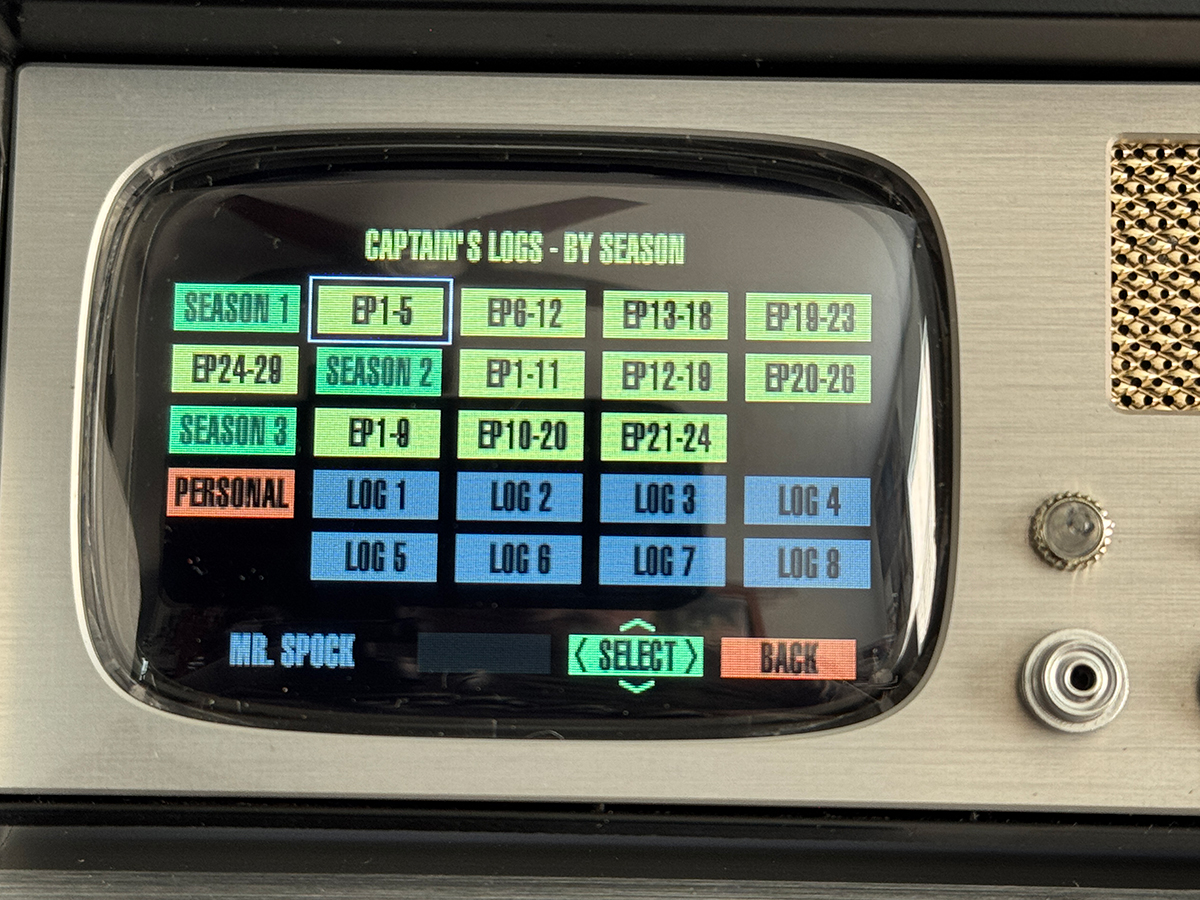 CAPTAIN'S LOGS - BY SEASON
SEASON 1 EP1-5 EP6-12 EP13-18 EP19-23
EP24-29 SEASON 2 EP1-11 EP12-19 EP20-26
SEASON 3 EP1-9 EP10-20 EP21-24
PERSONAL LOG 1 LOG 2 LOG 3 LOG 4
LOG 5 LOG 6 LOG 7 LOG 8
MR. SPOCK SELECT BACK